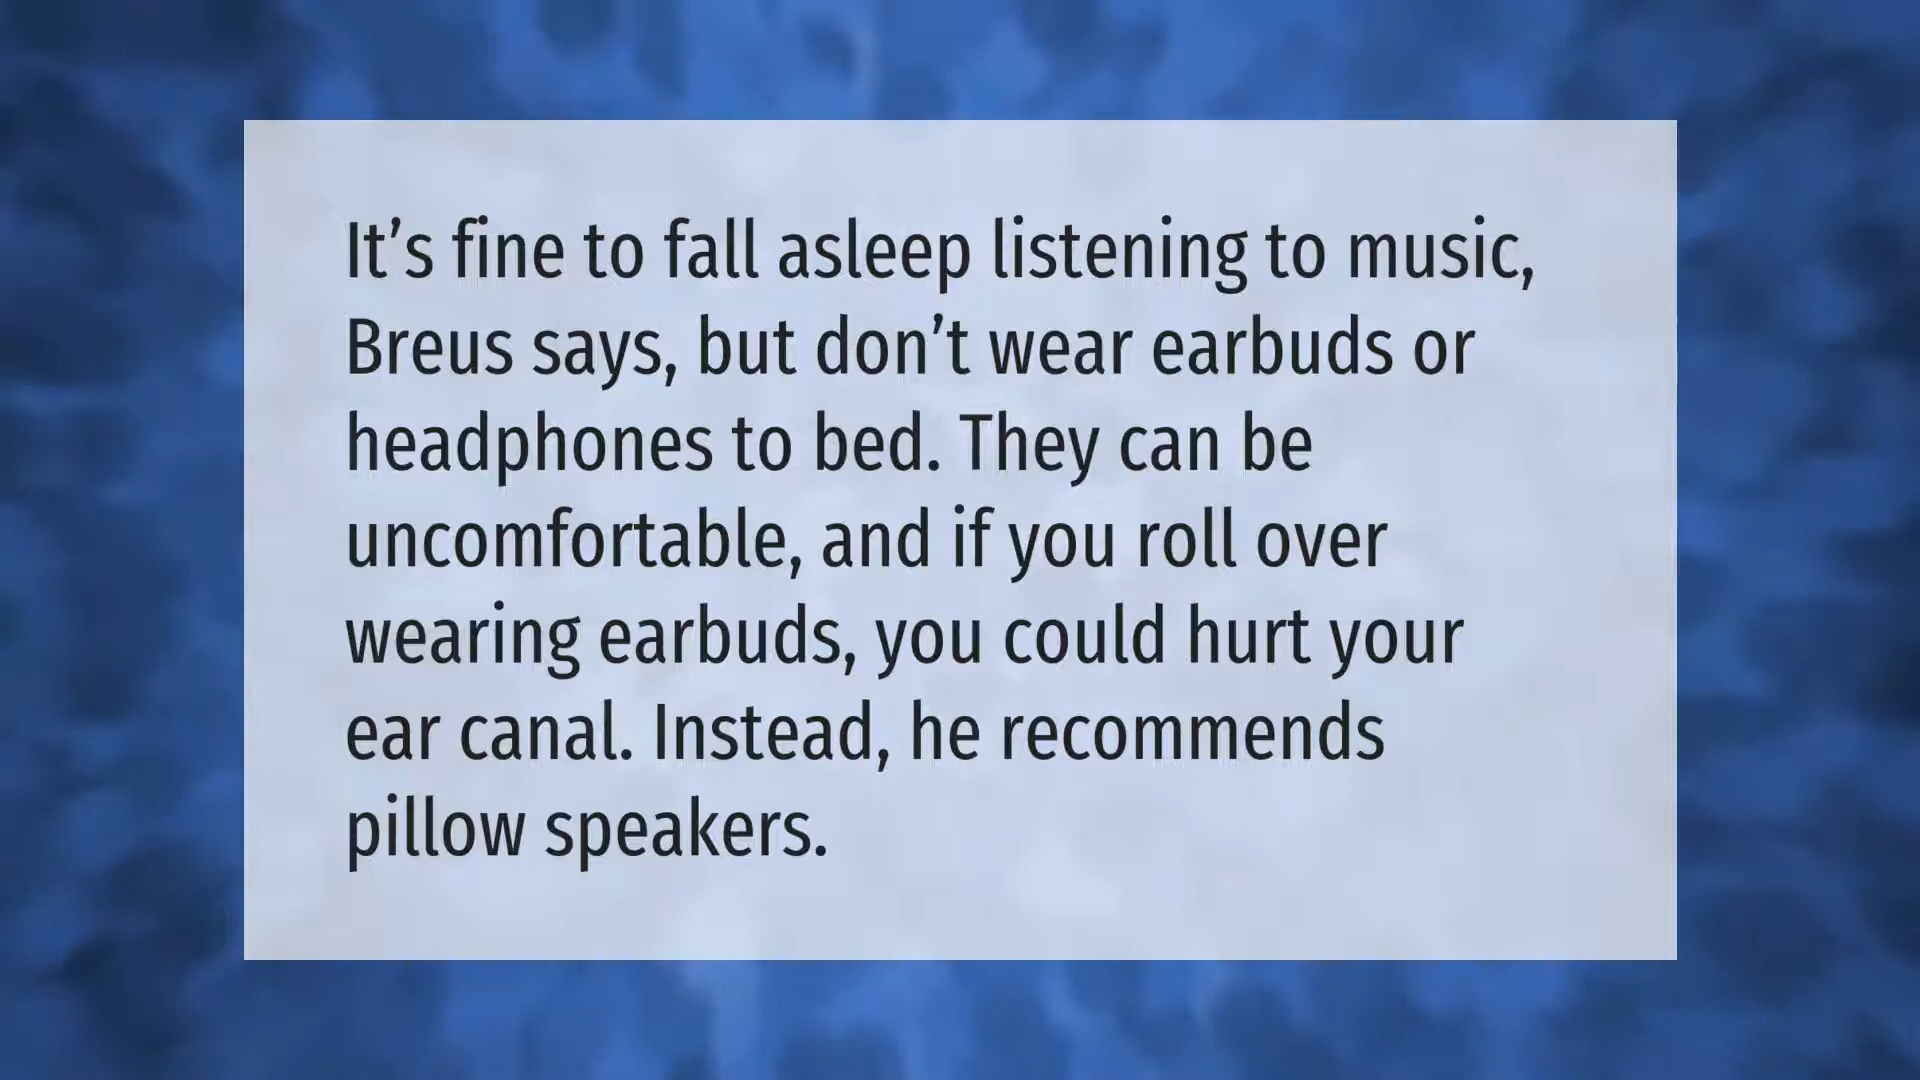 It’s fine to fall asleep listening to music,
Breus says, but don’t wear earbuds or
headphones to bed. They can be
uncomfortable, and if you roll over
wearing earbuds, you could hurt your
ear canal. Instead, he recommends
pillow speakers.